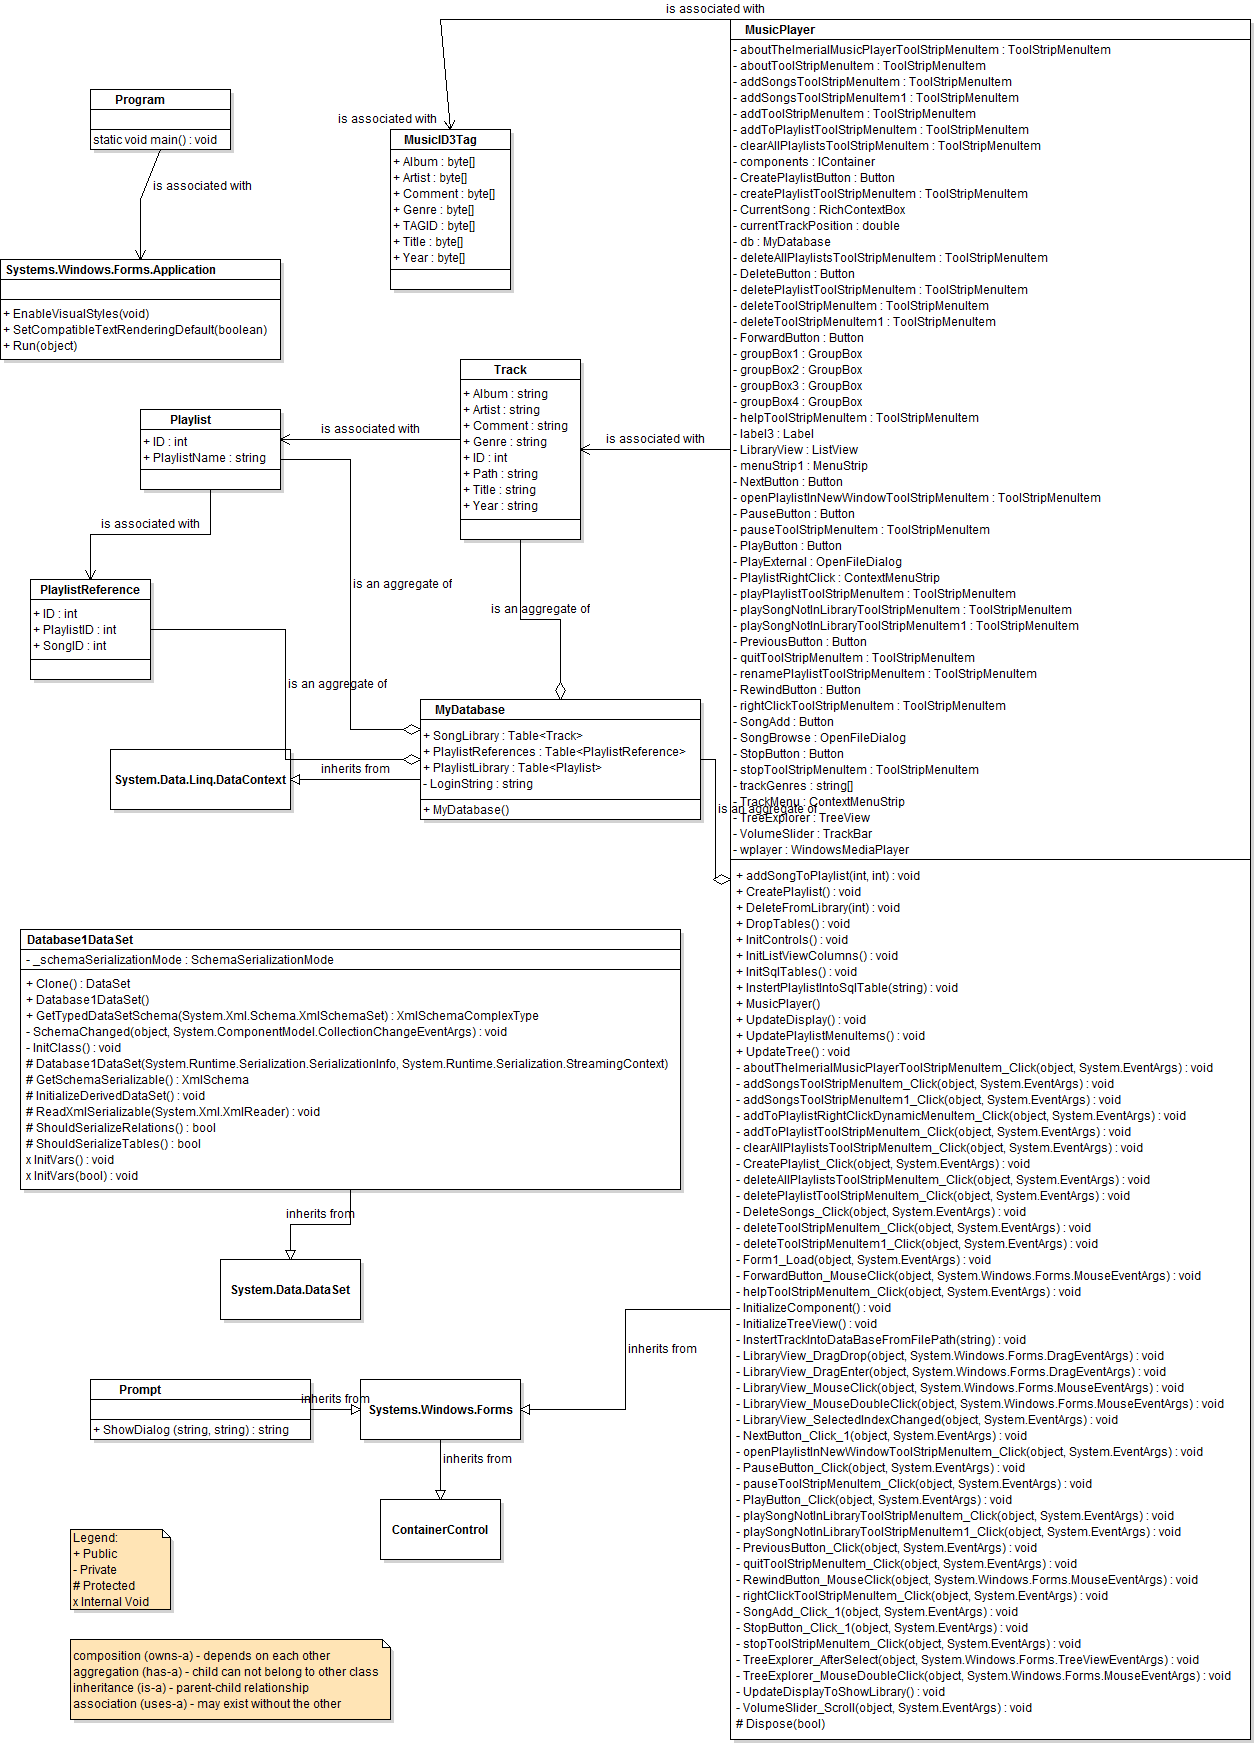 is associated with
MusicPlayer
- aboutTheImerialMusicPlayerToolStripMenuItem : ToolStripMenuItem
- aboutToolStripMenuItem : ToolStripMenuItem
- addSongsToolStripMenuItem : ToolStripMenuItem
- addSongsToolStripMenuItem1 : ToolStripMenuItem
- addToolStripMenuItem : ToolStripMenuItem
- addToPlaylistToolStripMenuItem : ToolStripMenuItem
- clearAllPlaylistsToolStripMenuItem : ToolStripMenuItem
- components : IContainer
- CreatePlaylistButton : Button
- createPlaylistToolStripMenuItem : ToolStripMenuItem
- CurrentSong : RichContextBox
- currentTrackPosition : double
- db : MyDatabase
- deleteAllPlaylistsToolStripMenuItem : ToolStripMenuItem
- DeleteButton : Button
- deletePlaylistToolStripMenuItem : ToolStripMenuItem
- deleteToolStripMenuItem : ToolStripMenuItem
- deleteToolStripMenuItem1 : ToolStripMenuItem
- ForwardButton : Button
- groupBox1 : GroupBox
- groupBox2 : GroupBox
- groupBox3 : GroupBox
- groupBox4 : GroupBox
- helpToolStripMenuItem : ToolStripMenuItem
- label3 : Label
- LibraryView : ListView
- menuStrip1 : MenuStrip
- NextButton : Button
- openPlaylistInNewWindowToolStripMenuItem : ToolStripMenuItem
- PauseButton : Button
- pauseToolStripMenuItem : ToolStripMenuItem
- PlayButton : Button
- PlayExternal : OpenFileDialog
- PlaylistRightClick : ContextMenuStrip
- playPlaylistToolStripMenuItem : ToolStripMenuItem
- playSongNotInLibraryToolStripMenuItem : ToolStripMenuItem
- playSongNotInLibraryToolStripMenuItem1 : ToolStripMenuItem
- PreviousButton : Button
- quitToolStripMenuItem : ToolStripMenuItem
- renamePlaylistToolStripMenuItem : ToolStripMenuItem
- RewindButton : Button
- rightClickToolStripMenuItem : ToolStripMenuItem
- SongAdd : Button
- SongBrowse : OpenFileDialog
- StopButton : Button
- stopToolStripMenuItem : ToolStripMenuItem
- trackGenres : string[]
- TrackMenu : ContextMenuStrip
- TreeExplorer : TreeView
- VolumeSlider : TrackBar
- wplayer : WindowsMediaPlayer
+ addSongToPlaylist(int, int) : void
+ CreatePlaylist() : void
+ DeleteFromLibrary(int) : void
+ DropTables() : void
+ InitControls() : void
+ InitListViewColumns() : void
+ InitSqlTables() : void
+ InstertPlaylistIntoSqlTable(string) : void
+ MusicPlayer()
+ UpdateDisplay() : void
+ UpdatePlaylistMenuItems() : void
+ UpdateTree() : void
- aboutTheImerialMusicPlayerToolStripMenuItem_Click(object, System.EventArgs) : void
- addSongsToolStripMenuItem_Click(object, System.EventArgs) : void
- addSongsToolStripMenuItem1_Click(object, System.EventArgs) : void
- addToPlaylistRightClickDynamicMenuItem_Click(object, System.EventArgs) : void
- addToPlaylistToolStripMenuItem_Click(object, System.EventArgs) : void
- clearAllPlaylistsToolStripMenuItem_Click(object, System.EventArgs) : void
- CreatePlaylist_Click(object, System.EventArgs) : void
- deleteAllPlaylistsToolStripMenuItem_Click(object, System.EventArgs) : void
- deletePlaylistToolStripMenuItem_Click(object, System.EventArgs) : void
- DeleteSongs_Click(object, System.EventArgs) : void
- deleteToolStripMenuItem_Click(object, System.EventArgs) : void
- deleteToolStripMenuItem1_Click(object, System.EventArgs) : void
- Form1_Load(object, System.EventArgs) : void
- ForwardButton_MouseClick(object, System.Windows.Forms.MouseEventArgs) : void
- helpToolStripMenuItem_Click(object, System.EventArgs) : void
- InitializeComponent() : void
- InitializeTreeView() : void
- InstertTrackIntoDataBaseFromFilePath(string) : void
- LibraryView_DragDrop(object, System.Windows.Forms.DragEventArgs) : void
- LibraryView_DragEnter(object, System.Windows.Forms.DragEventArgs) : void
- LibraryView_MouseClick(object, System.Windows.Forms.MouseEventArgs) : void
- LibraryView_MouseDoubleClick(object, System.Windows.Forms.MouseEventArgs) : void
- LibraryView_SelectedIndexChanged(object, System.EventArgs) : void
- NextButton_Click_1(object, System.EventArgs) : void
- openPlaylistInNewWindowToolStripMenuItem_Click(object, System.EventArgs) : void
- PauseButton_Click(object, System.EventArgs) : void
- pauseToolStripMenuItem_Click(object, System.EventArgs) : void
- PlayButton_Click(object, System.EventArgs) : void
- playSongNotInLibraryToolStripMenuItem_Click(object, System.EventArgs) : void
- playSongNotInLibraryToolStripMenuItem1_Click(object, System.EventArgs) : void
- PreviousButton_Click(object, System.EventArgs) : void
- quitToolStripMenuItem_Click(object, System.EventArgs) : void
- RewindButton_MouseClick(object, System.Windows.Forms.MouseEventArgs) : void
- rightClickToolStripMenuItem_Click(object, System.EventArgs) : void
- SongAdd_Click_1(object, System.EventArgs) : void
- StopButton_Click_1(object, System.EventArgs) : void
- stopToolStripMenuItem_Click(object, System.EventArgs) : void
- TreeExplorer_AfterSelect(object, System.Windows.Forms.TreeViewEventArgs) : void
- TreeExplorer_MouseDoubleClick(object, System.Windows.Forms.MouseEventArgs) : void
- UpdateDisplayToShowLibrary() : void
- VolumeSlider_Scroll(object, System.EventArgs) : void
# Dispose(bool)
Program
static void main() : void
is associated with
Systems.Windows.Forms.Application
+ EnableVisualStyles(void)
+ SetCompatibleTextRenderingDefault(boolean)
+ Run(object)
is associated with
MusicID3Tag
+ Album : byte[]
+ Artist : byte[]
+ Comment : byte[]
+ Genre : byte[]
+ TAGID : byte[]
+ Title : byte[]
+ Year : byte[]
Track
+ Album : string
+ Artist : string
+ Comment : string
+ Genre : string
+ ID : int
+ Path : string
+ Title : string
+ Year : string
is associated with
is associated with
Playlist
+ ID : int
+ PlaylistName : string
is associated with
PlaylistReference
+ ID : int
+ PlaylistID : int
+ SongID : int
is an aggregate of
is an aggregate of
is an aggregate of
is an aggregate of
MyDatabase
+ SongLibrary : Table<Track>
+ PlaylistReferences : Table<PlaylistReference>
+ PlaylistLibrary : Table<Playlist>
- LoginString : string
+ MyDatabase()
inherits from
System.Data.Linq.DataContext
Database1DataSet
- _schemaSerializationMode : SchemaSerializationMode
+ Clone() : DataSet
+ Database1DataSet()
+ GetTypedDataSetSchema(System.Xml.Schema.XmlSchemaSet) : XmlSchemaComplexType
- SchemaChanged(object, System.ComponentModel.CollectionChangeEventArgs) : void
- InitClass() : void
# Database1DataSet(System.Runtime.Serialization.SerializationInfo, System.Runtime.Serialization.StreamingContext)
# GetSchemaSerializable() : XmlSchema
# InitializeDerivedDataSet() : void
# ReadXmlSerializable(System.Xml.XmlReader) : void
# ShouldSerializeRelations() : bool
# ShouldSerializeTables() : bool
x InitVars() : void
x InitVars(bool) : void
inherits from
System.Data.DataSet
inherits from
Prompt
+ ShowDialog (string, string) : string
inherits from
Systems.Windows.Forms
inherits from
ContainerControl
Legend:
+ Public
- Private
# Protected
x Internal Void
composition (owns-a) - depends on each other
aggregation (has-a) - child can not belong to other class
inheritance (is-a) - parent-child relationship
association (uses-a) - may exist without the other